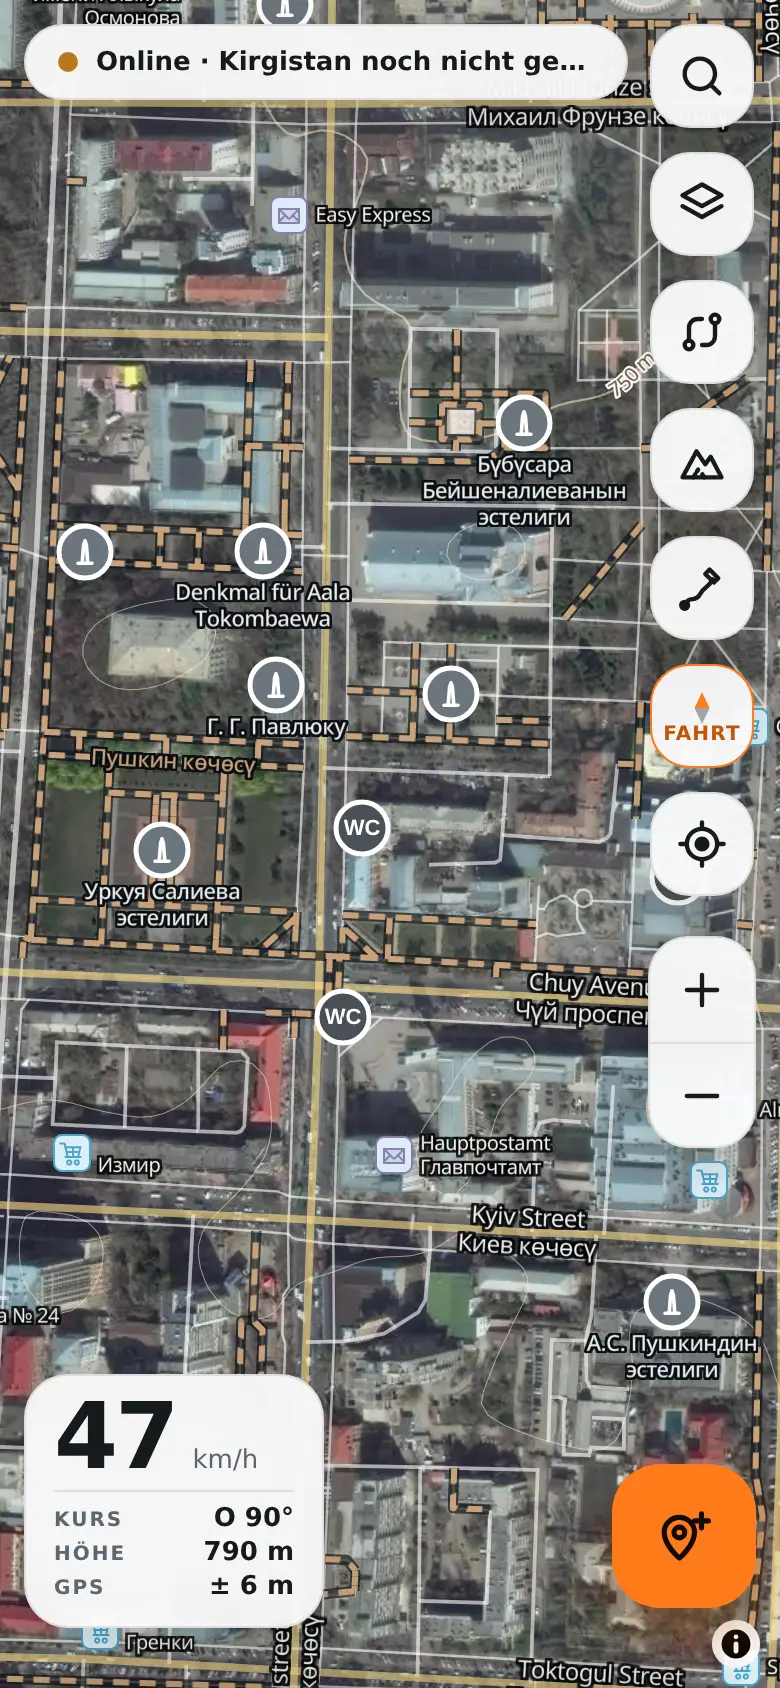 Осмонова
Online · Kirgistan noch nicht ge…
Михаил Фрунзе
Easy Express
750 m
Бүбүсара
Бейшеналиеванын
эстелиги
Denkmal für Aala
Tokombaewa
Г. Г. Павлюку
FAHRT
Пушкин көчөсү
WC
Уркуя Салиева
эстелиги
Chuy
Чүй
WC
Измир
Hauptpostamt
Главпочтамт
Kyiv Street
Киев көчөсү
№ 24
А.С. Пушкиндин
эстелиги
47 km/h
KURS O 90°
HÖHE 790 m
GPS ± 6 m
Гренки
street
көчөсү
Toktogul Street